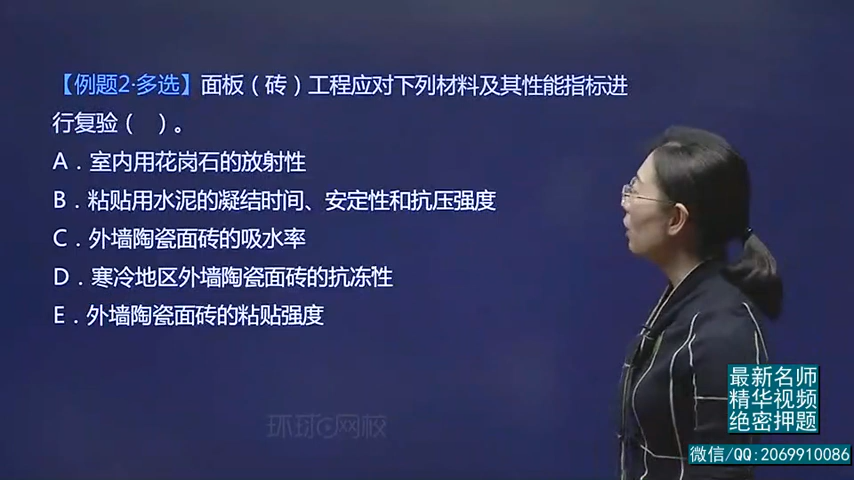 【例题2·多选】面板（砖）工程应对下列材料及其性能指标进
行复验（ ）。
A．室内用花岗石的放射性
B．粘贴用水泥的凝结时间、安定性和抗压强度
C．外墙陶瓷面砖的吸水率
D．寒冷地区外墙陶瓷面砖的抗冻性
E．外墙陶瓷面砖的粘贴强度
环球网校
最新名师
精华视频
绝密押题
微信/QQ:2069910086